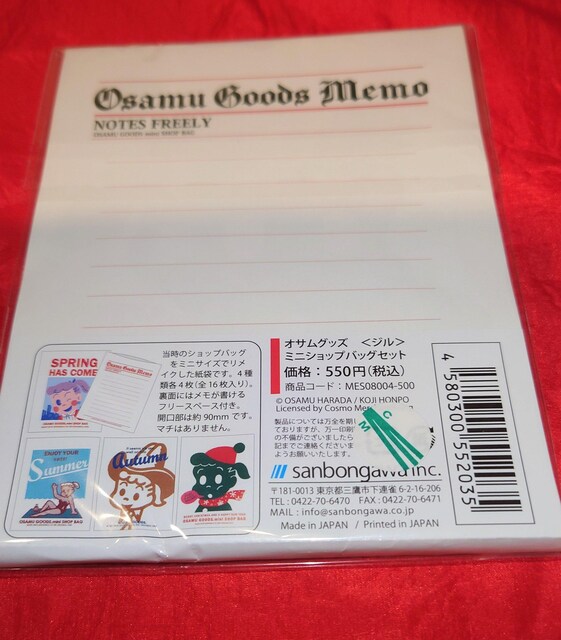 Osamu Goods Memo
NOTES FREELY
OSAMU GOODS mini SHOP BAG
SPRING
HAS COME
Osamu Goods Memo
当時のショップバッグ
をミニサイズでリメ
イクした紙袋です。4種
類各4枚(全16枚入り)。
裏面にはメモが書ける
フリースペース付き。
開口部は約90mmです。
マチはありません。
ENJOY YOUR
Summer
OSAMU GOODS mini SHOP BAG
Autumn
オサムグッズ <ジル>
ミニショップバッグセット
価格:550円(税込)
商品コード:MES08004-500
© OSAMU HARADA / KOJI HONPO
Licensed by Cosmo Mer
製品については万全を期
ておりますが、万一印刷
の不備がございましたら
記までご連絡くださいま
ようお願いいたします。
CPO
CM
sanbongawa inc.
〒181-0013 東京都三鷹市下連雀 6-2-16-206
TEL : 0422-70-6470 FAX : 0422-70-6471
MAIL : info@sanbongawa.co.jp
Made in JAPAN / Printed in JAPAN
4 580300 552035